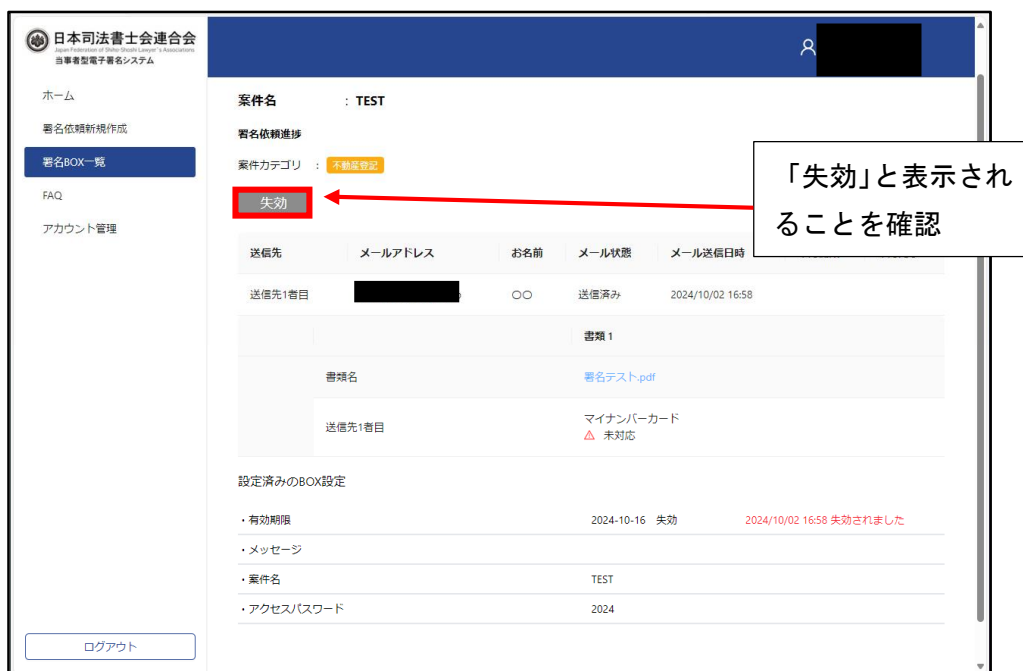 日本司法書士会連合会
Japan Federation of Shiho-Shoshi Lawyer's Associations
当事者型電子署名システム
ホーム
署名依頼新規作成
署名BOX一覧
FAQ
アカウント管理
ログアウト
案件名 : TEST
署名依頼進捗
案件カテゴリ : 不動産登記
失効
「失効」と表示され
ることを確認
送信先 メールアドレス お名前 メール状態 メール送信日時
送信先1者目 〇〇 送信済み 2024/10/02 16:58
書類 1
書類名 署名テスト.pdf
送信先1者目 マイナンバーカード
未対応
設定済みのBOX設定
・有効期限 2024-10-16 失効 2024/10/02 16:58 失効されました
・メッセージ
・案件名 TEST
・アクセスパスワード 2024